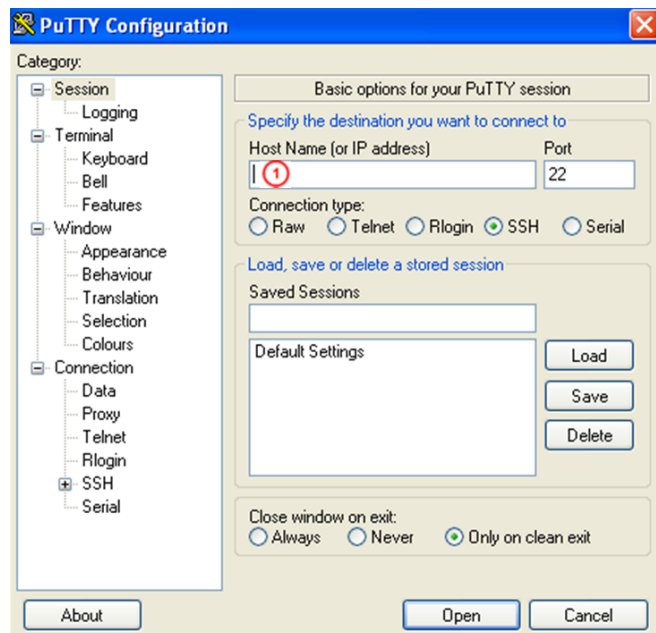 PuTTY Configuration
Category:
Session
Logging
Terminal
Keyboard
Bell
Features
Window
Appearance
Behaviour
Translation
Selection
Colours
Connection
Data
Proxy
Telnet
Rlogin
SSH
Serial
Basic options for your PuTTY session
Specify the destination you want to connect to
Host Name (or IP address) Port
1 22
Connection type:
Raw Telnet Rlogin SSH Serial
Load, save or delete a stored session
Saved Sessions
Default Settings
Load
Save
Delete
Close window on exit:
Always Never Only on clean exit
About Open Cancel